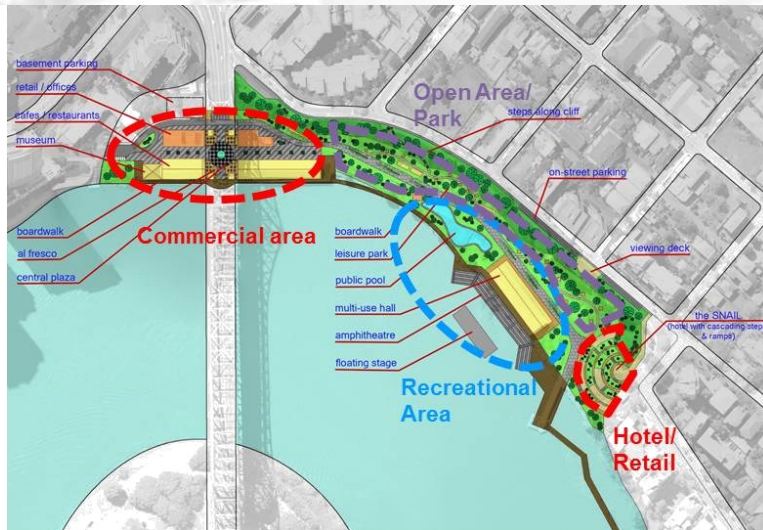 basement parking
retail / offices
cafes / restaurants
museum
boardwalk
al fresco
central plaza
Commercial area
Open Area/
Park
steps along cliff
on-street parking
viewing deck
boardwalk
leisure park
public pool
multi-use hall
amphitheatre
floating stage
Recreational
Area
the SNAIL
(hotel with cascading steps
& ramps)
Hotel/
Retail